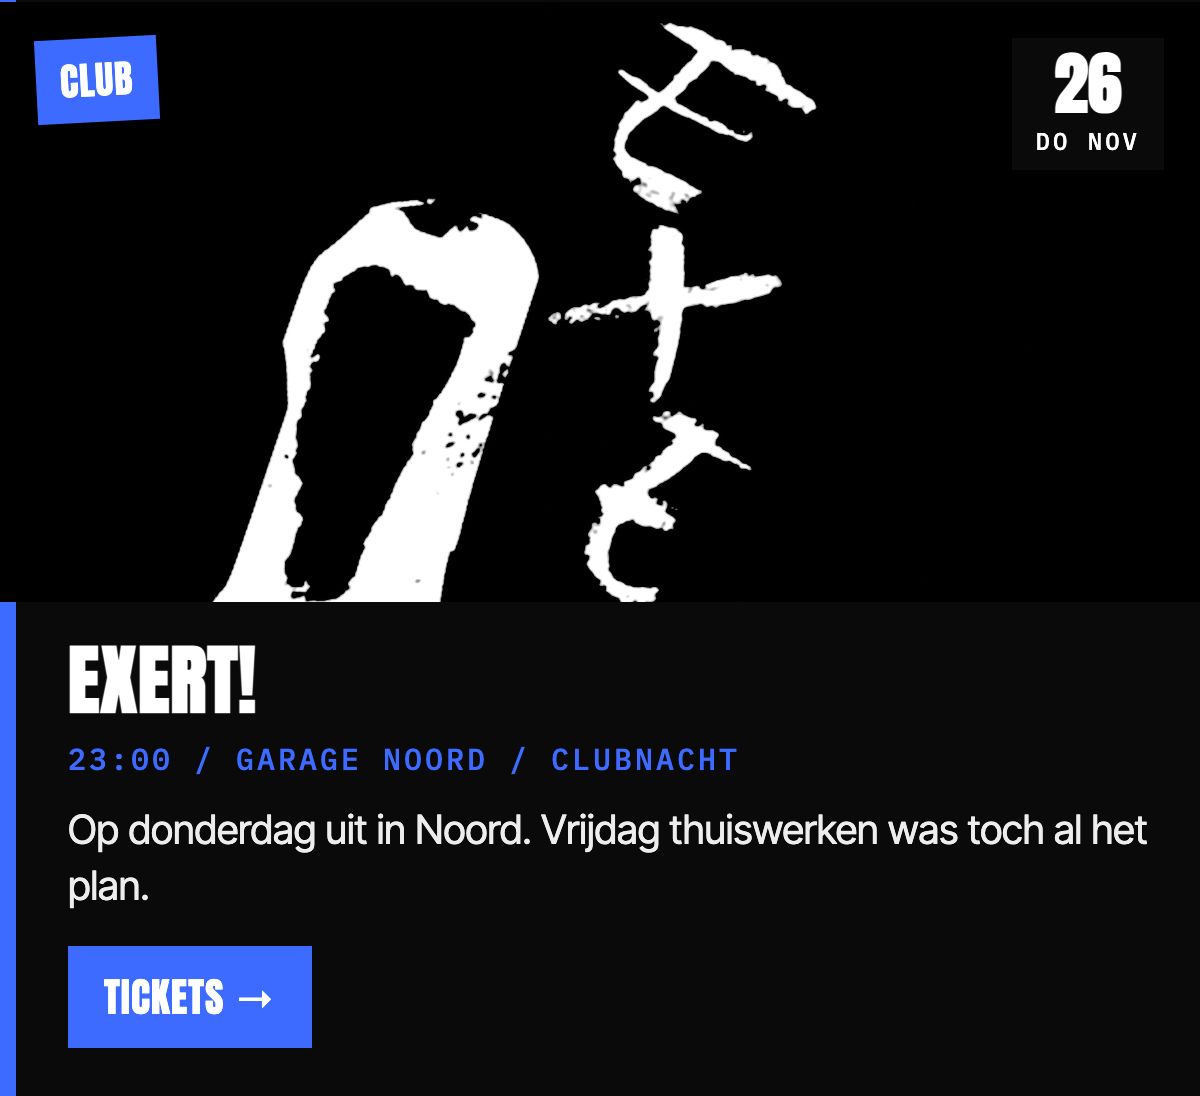 CLUB
26
DO NOV
EXERT!
23:00 / GARAGE NOORD / CLUBNACHT
Op donderdag uit in Noord. Vrijdag thuiswerken was toch al het
plan.
TICKETS →